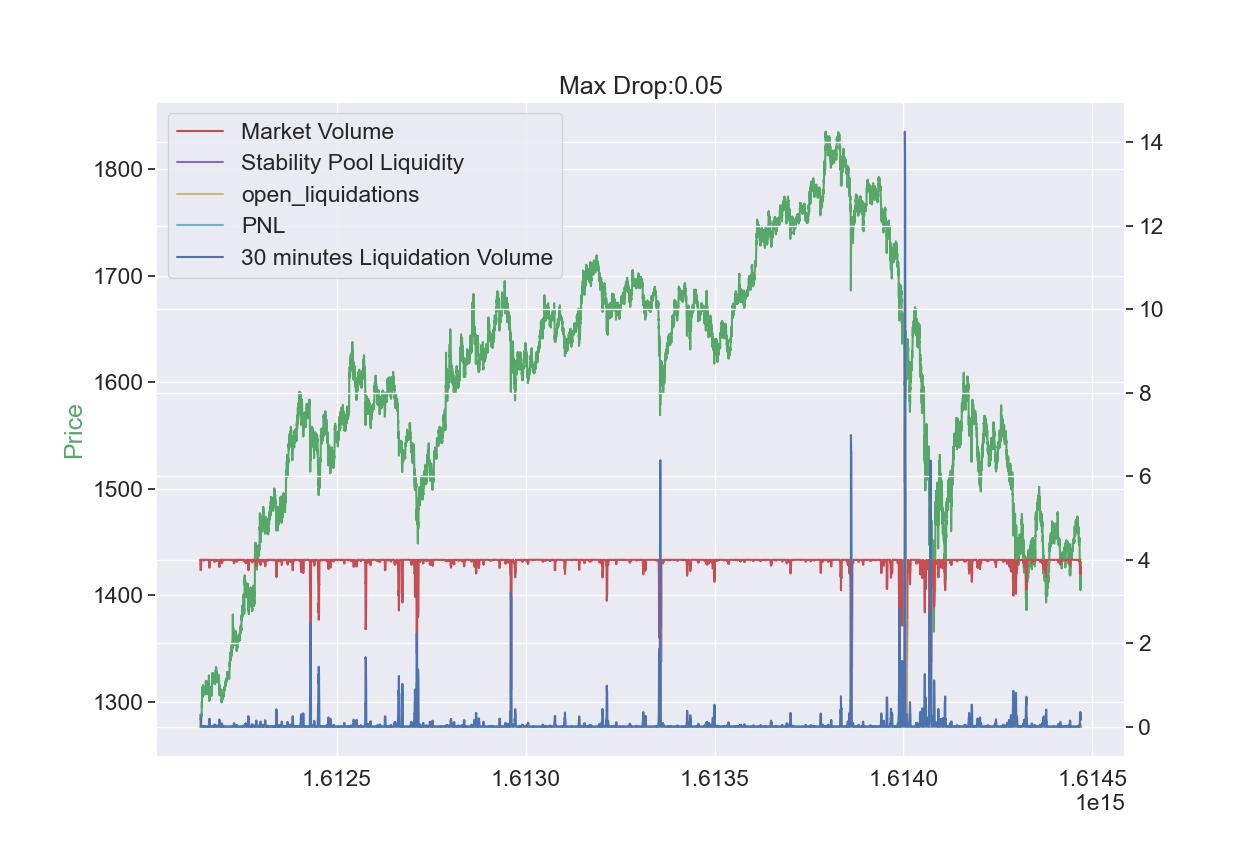 Max Drop:0.05
Market Volume
Stability Pool Liquidity
open_liquidations
PNL
30 minutes Liquidation Volume
Price
1800
1700
1600
1500
1400
1300
14
12
10
8
6
4
2
0
1.6125
1.6130
1.6135
1.6140
1.6145
1e15